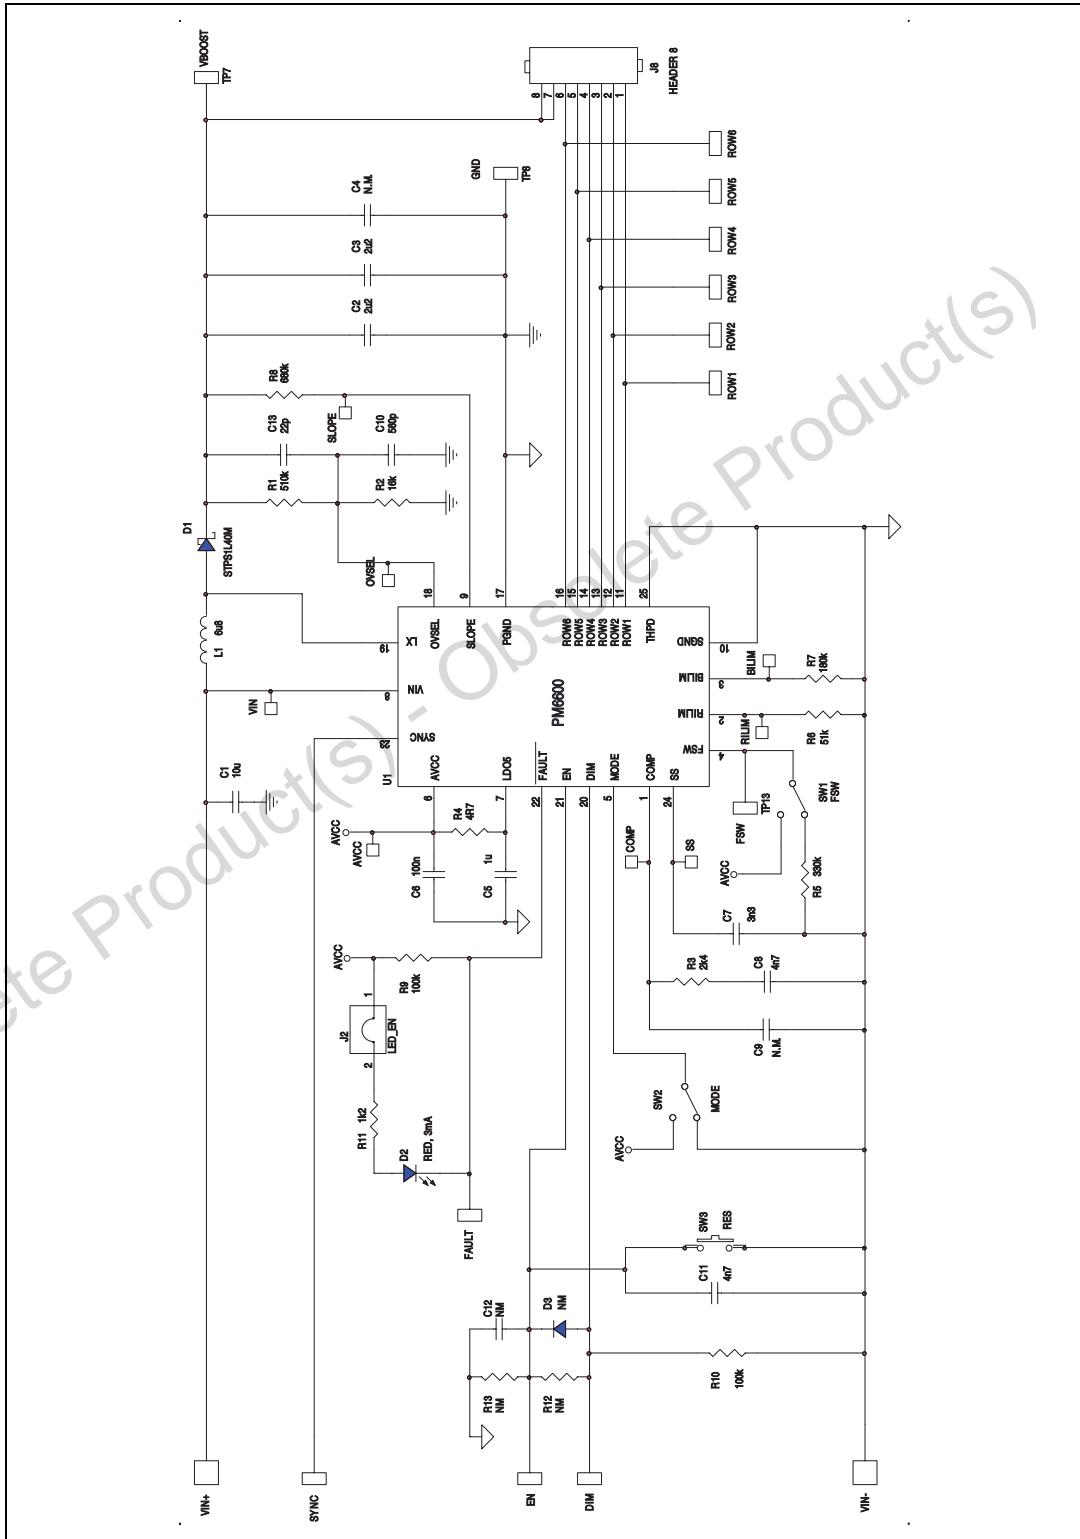 VBOOST
TP7
J8
HEADER 8
8
7
6
5
4
3
2
1
C4
N.M.
C3
2u2
C2
2u2
GND
TP6
ROW6
ROW5
ROW4
ROW3
ROW2
ROW1
R8
680k
SLOPE
C13
22p
C10
560p
R1
510k
R2
16k
D1
STPS1L40M
OVSEL
L1
6u8
VIN
C1
10u
U1
PM6600
19
LX
8
VIN
23
SYNC
18
OVSEL
9
SLOPE
17
PGND
16
ROW6
15
ROW5
14
ROW4
13
ROW3
12
ROW2
11
ROW1
25
THPD
SGND
10
BILIM
3
RILIM
2
FSW
4
AVCC
6
LDO5
7
FAULT
22
EN
21
DIM
20
MODE
5
COMP
1
SS
24
BILIM
R7
180k
RILIM
R6
51k
FSW
TP13
SW1
FSW
AVCC
R5
330k
COMP
SS
C7
3n3
R3
2k4
C8
4n7
C9
N.M.
AVCC
AVCC
R4
4R7
C6
100n
C5
1u
AVCC
R9
100k
J2
LED_EN
1
2
R11
1k2
D2
RED, 3mA
FAULT
SW2
MODE
AVCC
SW3
RES
C11
4n7
C12
NM
D3
NM
R13
NM
R12
NM
R10
100k
VIN+
SYNC
EN
DIM
VIN-
ete Product(s) - Obsolete Product(s)